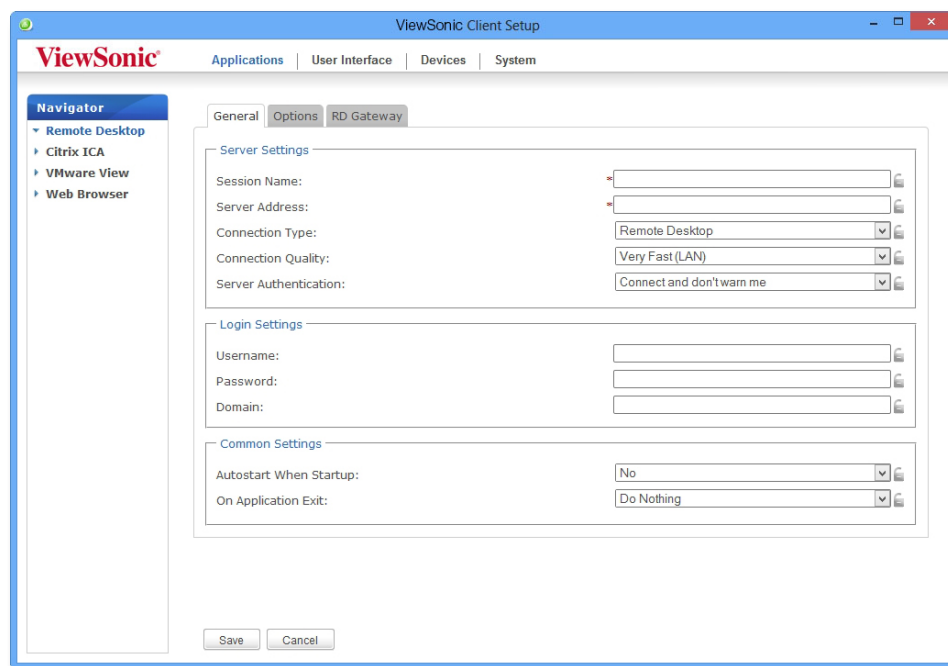 ViewSonic Client Setup
ViewSonic®
Applications | User Interface | Devices | System
Navigator
Remote Desktop
Citrix ICA
VMware View
Web Browser
General Options RD Gateway
Server Settings
Session Name: *
Server Address: *
Connection Type: Remote Desktop
Connection Quality: Very Fast (LAN)
Server Authentication: Connect and don't warn me
Login Settings
Username:
Password:
Domain:
Common Settings
Autostart When Startup: No
On Application Exit: Do Nothing
Save Cancel